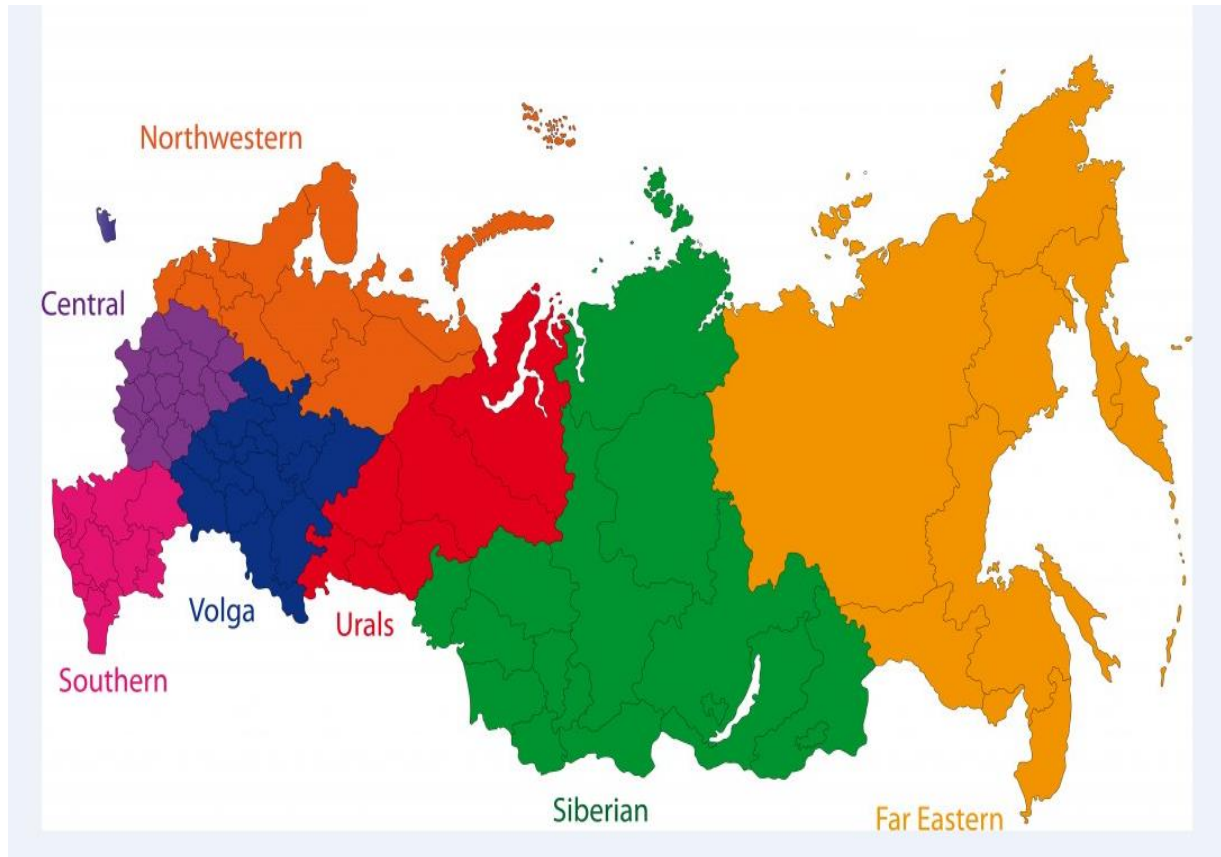 Northwestern
Central
Volga
Urals
Southern
Siberian
Far Eastern